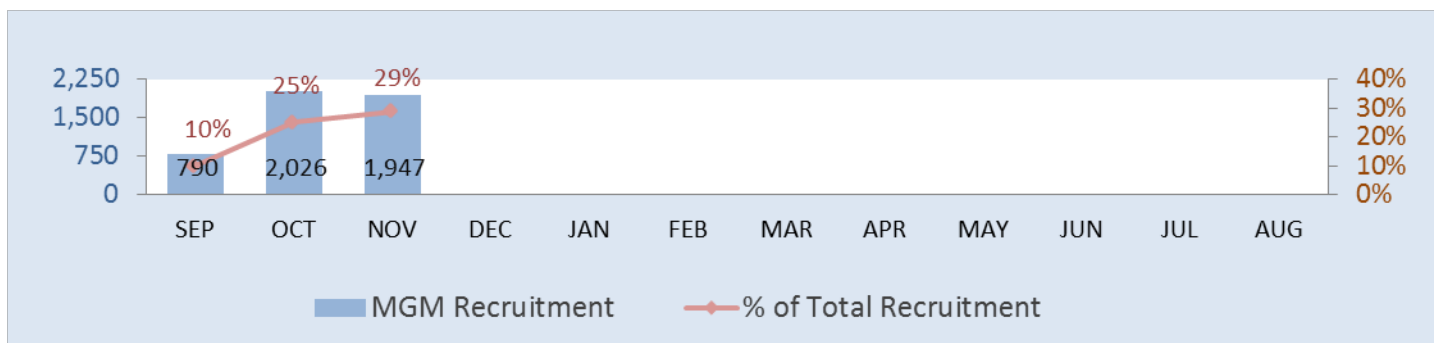 2,250 25% 29% 40%
1,500 10% 30%
750 20%
790 2,026 1,947 10%
0 0%
SEP OCT NOV DEC JAN FEB MAR APR MAY JUN JUL AUG
MGM Recruitment % of Total Recruitment